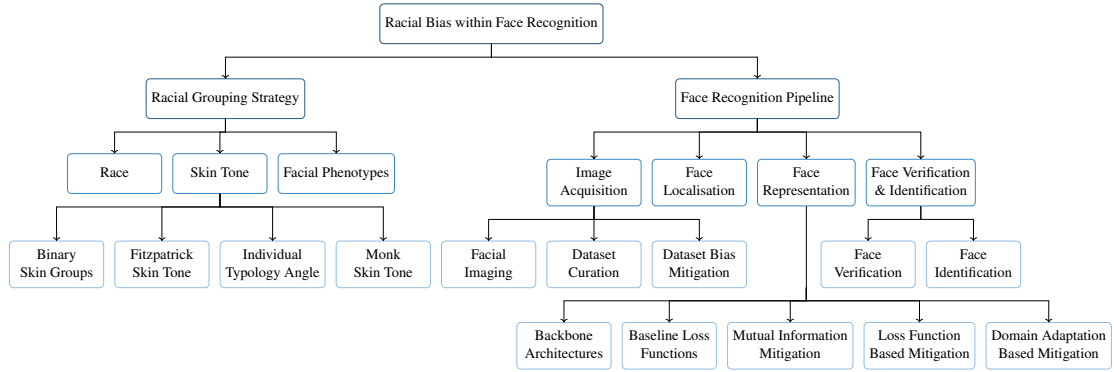 Racial Bias within Face Recognition
Racial Grouping Strategy
Face Recognition Pipeline
Race
Skin Tone
Facial Phenotypes
Image
Acquisition
Face
Localisation
Face
Representation
Face Verification
& Identification
Binary
Skin Groups
Fitzpatrick
Skin Tone
Individual
Typology Angle
Monk
Skin Tone
Facial
Imaging
Dataset
Curation
Dataset Bias
Mitigation
Face
Verification
Face
Identification
Backbone
Architectures
Baseline Loss
Functions
Mutual Information
Mitigation
Loss Function
Based Mitigation
Domain Adaptation
Based Mitigation